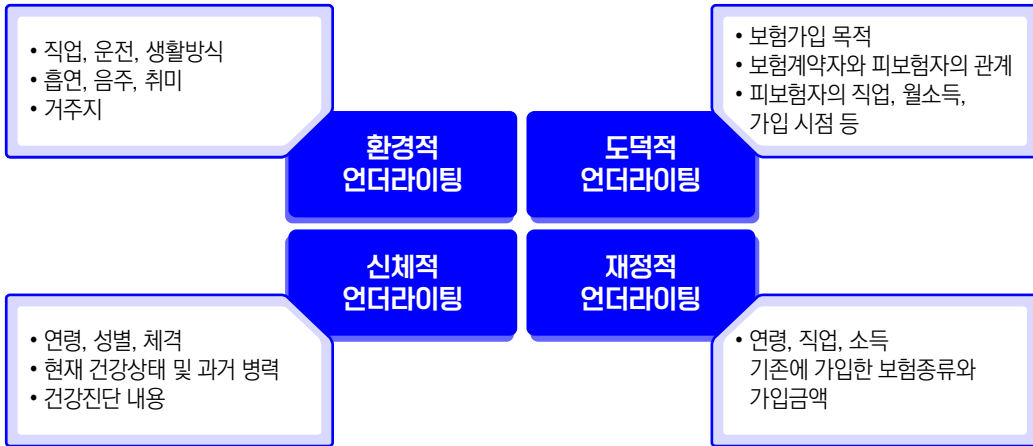 • 직업, 운전, 생활방식
• 흡연, 음주, 취미
• 거주지
• 보험가입 목적
• 보험계약자와 피보험자의 관계
• 피보험자의 직업, 월소득,
가입 시점 등
환경적
언더라이팅
도덕적
언더라이팅
신체적
언더라이팅
재정적
언더라이팅
• 연령, 성별, 체격
• 현재 건강상태 및 과거 병력
• 건강진단 내용
• 연령, 직업, 소득
기존에 가입한 보험종류와
가입금액